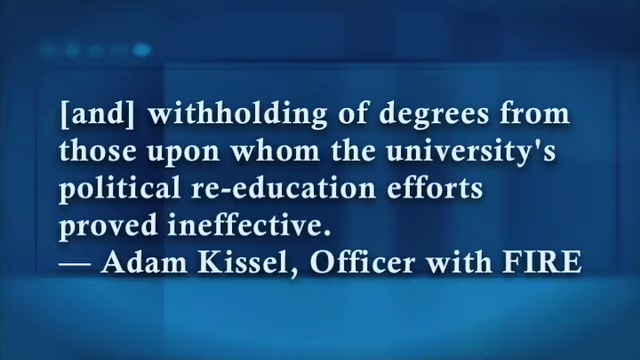 [and] withholding of degrees from
those upon whom the university's
political re-education efforts
proved ineffective.
— Adam Kissel, Officer with FIRE